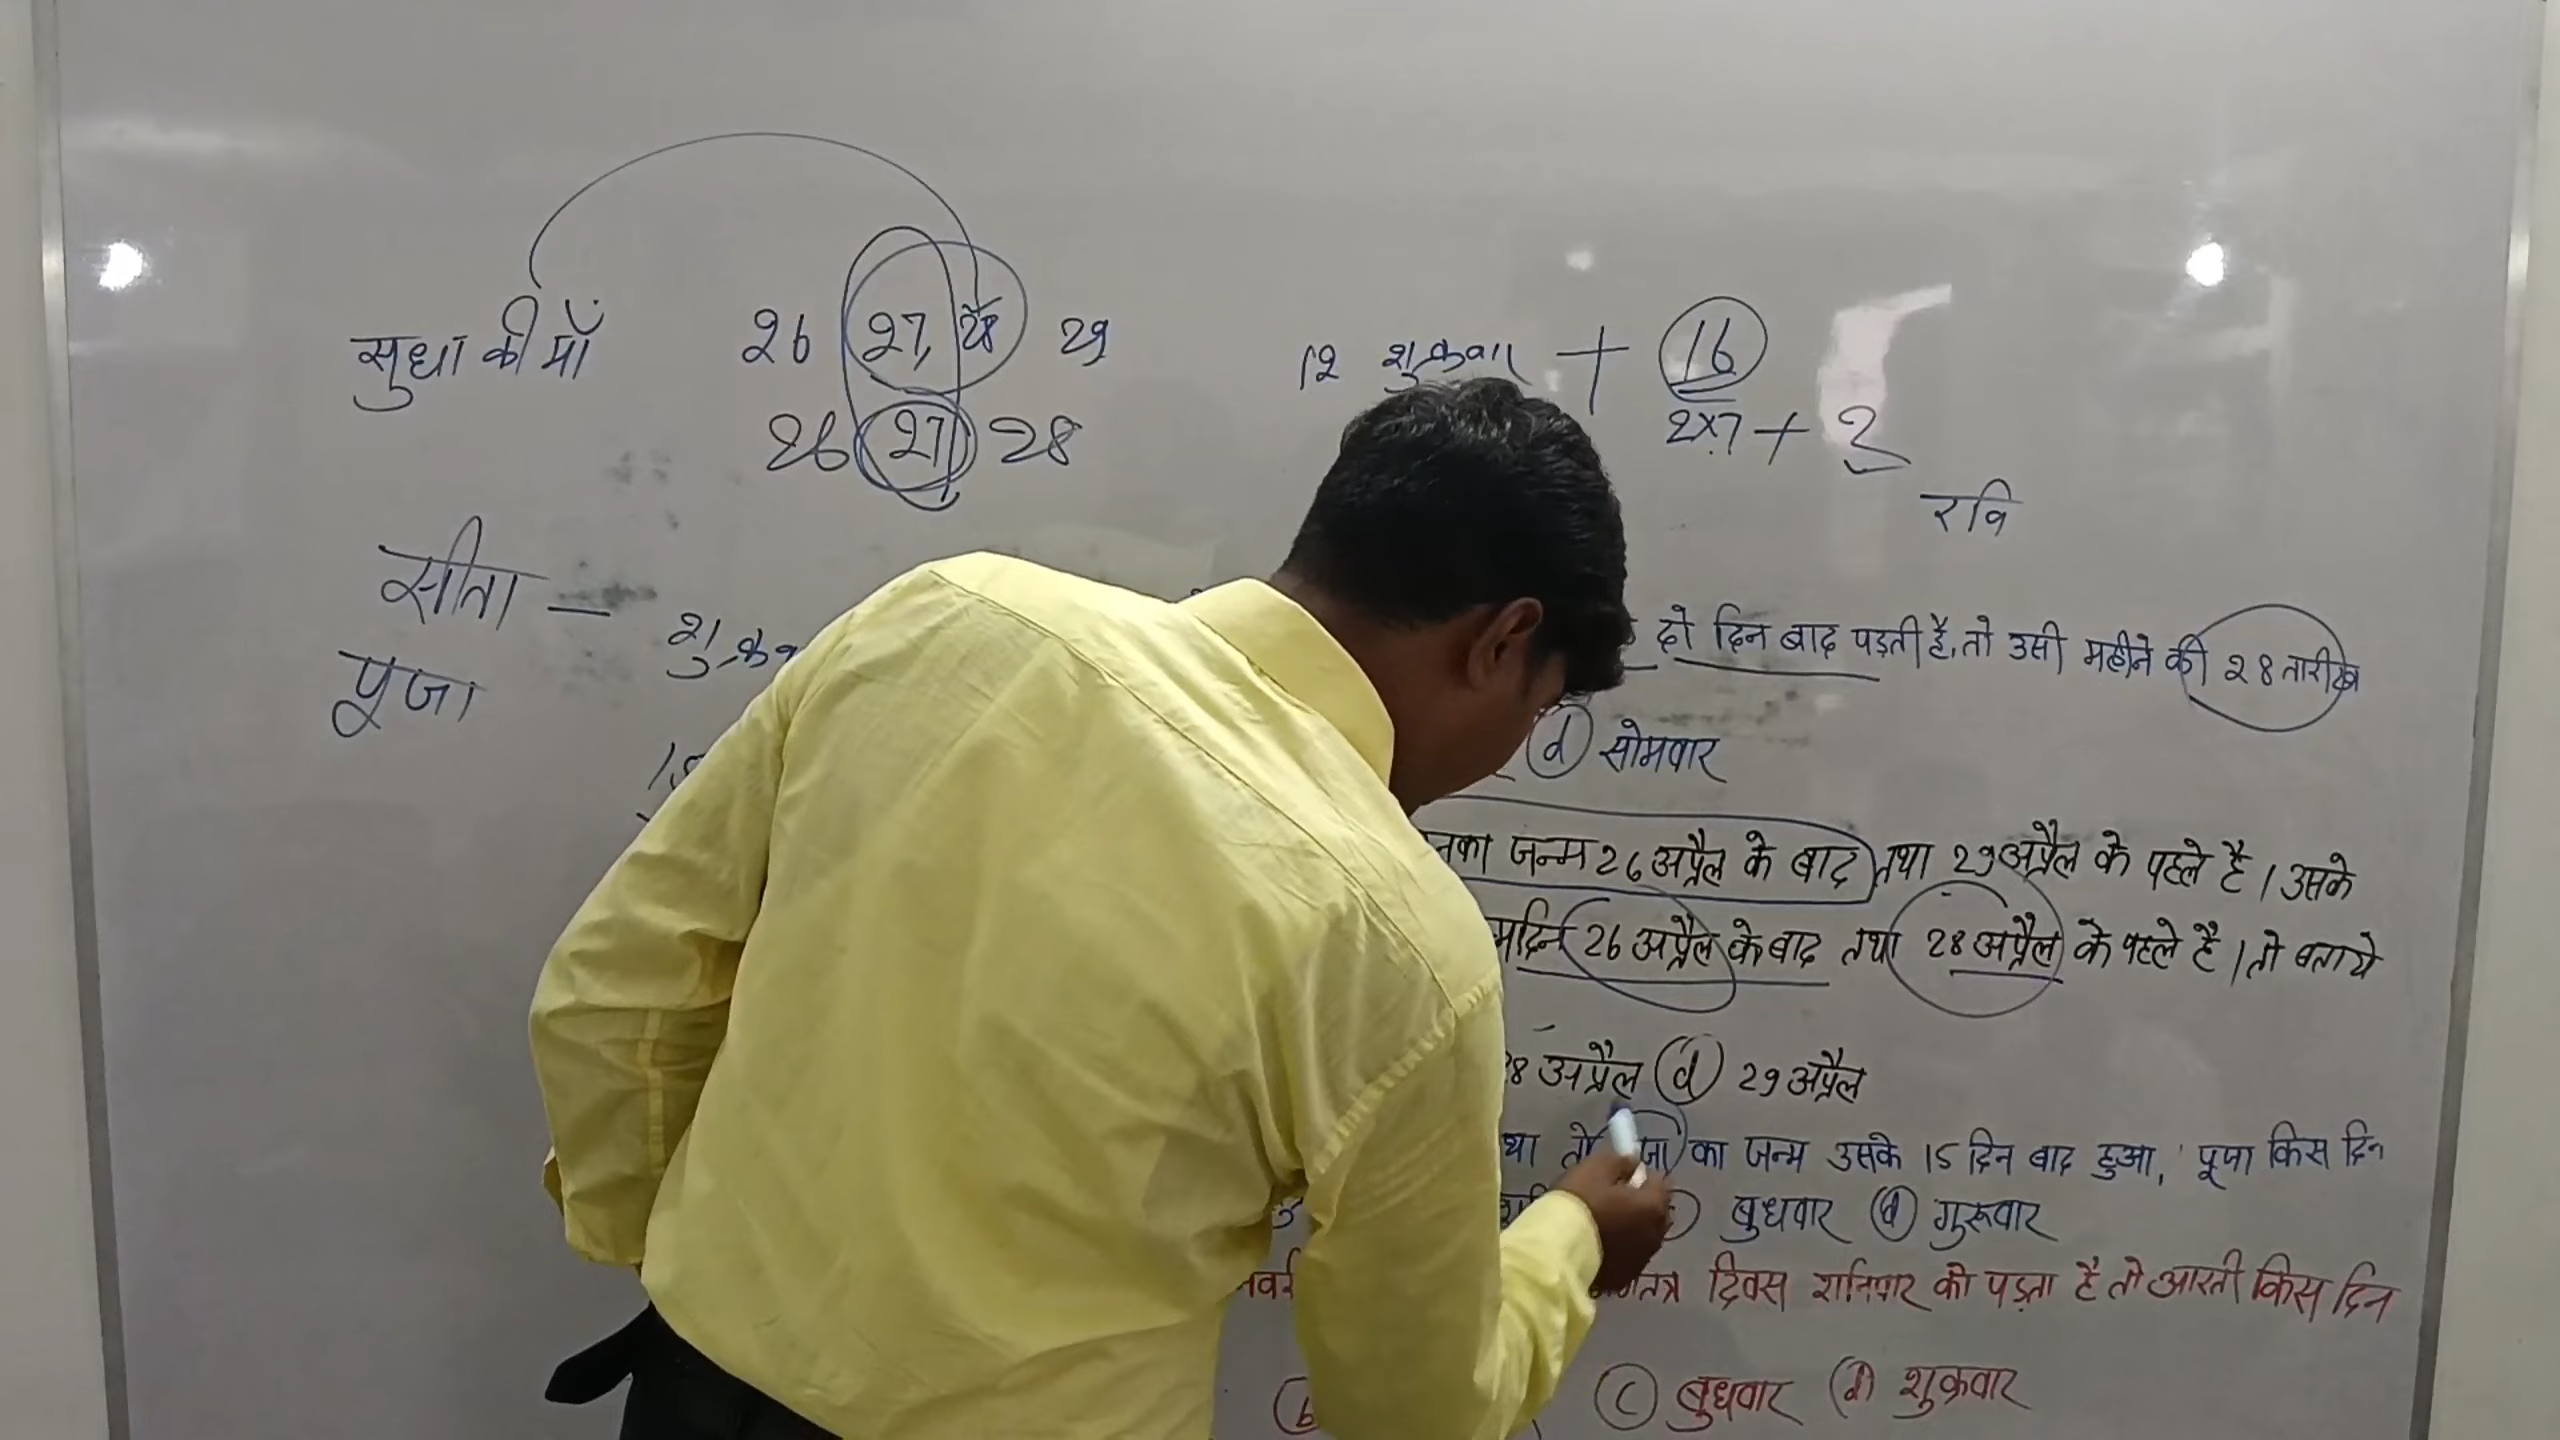 सुधा की माँ 26 27, 28 29
26 27 28
12 शुक्रवार + 16
2×7 + 2
रवि
सीता —
पूजा
दो दिन बाद पड़ती है, तो उसी महीने की 28 तारीख
(d) सोमवार
जन्म 26 अप्रैल के बाद तथा 29 अप्रैल के पहले है। उसके
26 अप्रैल के बाद तथा 28 अप्रैल के पहले है। तो बताये
28 अप्रैल (d) 29 अप्रैल
था तो का जन्म उसके 15 दिन बाद हुआ, पूजा किस दिन
बुधवार (d) गुरूवार
दिवस शनिवार को पड़ता है तो आरती किस दिन
(b) (c) बुधवार (d) शुक्रवार